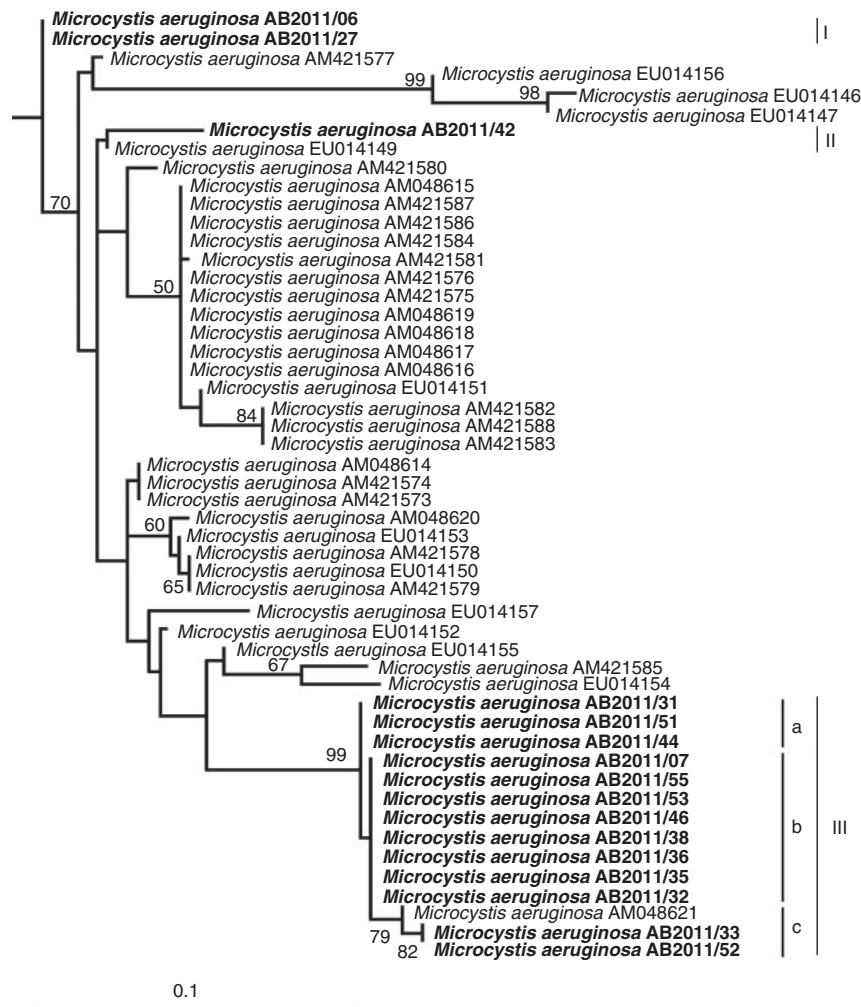 Microcystis aeruginosa AB2011/06
I
Microcystis aeruginosa AB2011/27
Microcystis aeruginosa AM421577
99
Microcystis aeruginosa EU014156
98
Microcystis aeruginosa EU014146
Microcystis aeruginosa EU014147
Microcystis aeruginosa AB2011/42
II
Microcystis aeruginosa EU014149
Microcystis aeruginosa AM421580
Microcystis aeruginosa AM048615
70
Microcystis aeruginosa AM421587
Microcystis aeruginosa AM421586
Microcystis aeruginosa AM421584
Microcystis aeruginosa AM421581
Microcystis aeruginosa AM421576
50
Microcystis aeruginosa AM421575
Microcystis aeruginosa AM048619
Microcystis aeruginosa AM048618
Microcystis aeruginosa AM048617
Microcystis aeruginosa AM048616
Microcystis aeruginosa EU014151
84
Microcystis aeruginosa AM421582
Microcystis aeruginosa AM421588
Microcystis aeruginosa AM421583
Microcystis aeruginosa AM048614
Microcystis aeruginosa AM421574
Microcystis aeruginosa AM421573
60
Microcystis aeruginosa AM048620
Microcystis aeruginosa EU014153
Microcystis aeruginosa AM421578
Microcystis aeruginosa EU014150
65
Microcystis aeruginosa AM421579
Microcystis aeruginosa EU014157
Microcystis aeruginosa EU014152
Microcystis aeruginosa EU014155
67
Microcystis aeruginosa AM421585
Microcystis aeruginosa EU014154
Microcystis aeruginosa AB2011/31
Microcystis aeruginosa AB2011/51
a
Microcystis aeruginosa AB2011/44
99
Microcystis aeruginosa AB2011/07
Microcystis aeruginosa AB2011/55
Microcystis aeruginosa AB2011/53
Microcystis aeruginosa AB2011/46
b
III
Microcystis aeruginosa AB2011/38
Microcystis aeruginosa AB2011/36
Microcystis aeruginosa AB2011/35
Microcystis aeruginosa AB2011/32
Microcystis aeruginosa AM048621
c
79
Microcystis aeruginosa AB2011/33
82
Microcystis aeruginosa AB2011/52
0.1